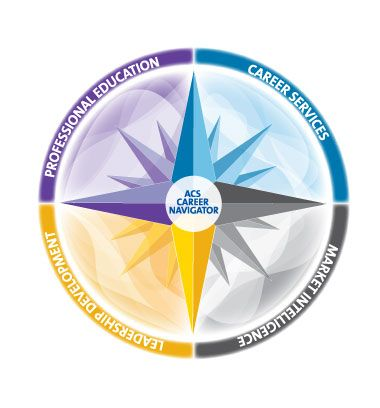 PROFESSIONAL EDUCATION
CAREER SERVICES
ACS
CAREER
NAVIGATOR
LEADERSHIP DEVELOPMENT
MARKET INTELLIGENCE